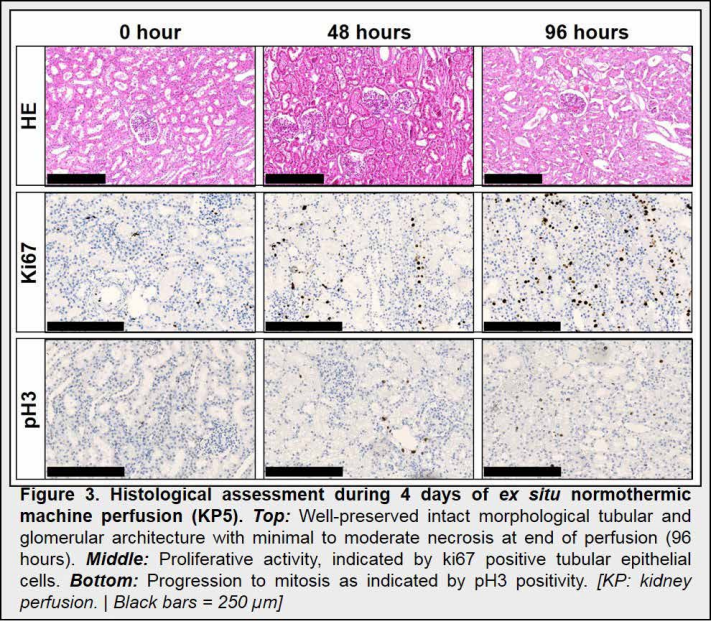 0 hour 48 hours 96 hours
HE
Ki67
pH3
Figure 3. Histological assessment during 4 days of ex situ normothermic
machine perfusion (KP5). Top: Well-preserved intact morphological tubular and
glomerular architecture with minimal to moderate necrosis at end of perfusion (96
hours). Middle: Proliferative activity, indicated by ki67 positive tubular epithelial
cells. Bottom: Progression to mitosis as indicated by pH3 positivity. [KP: kidney
perfusion. | Black bars = 250 µm]